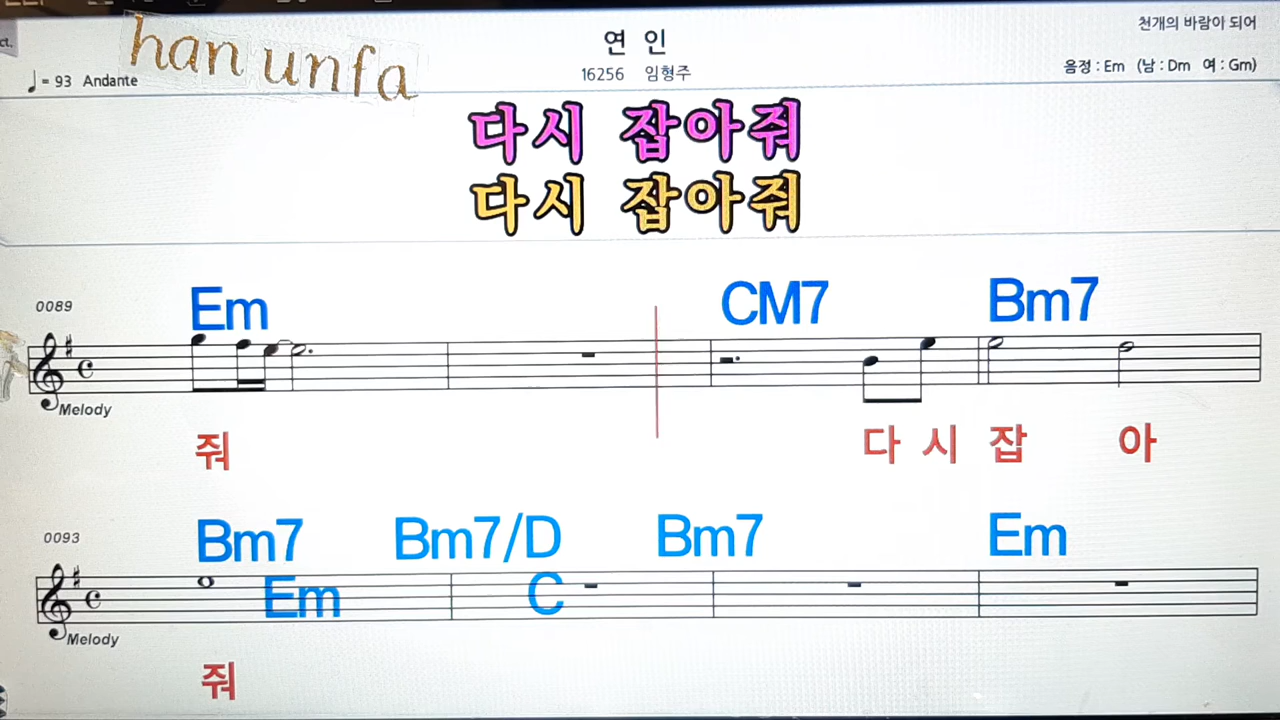 ct.
han unfa
연 인
천개의 바람아 되어
♩= 93 Andante
16256 임형주
음정 : Em (남 : Dm 여 : Gm)
다시 잡아줘
다시 잡아줘
0089
Em CM7 Bm7
Melody
줘 다 시 잡 아
0093
Bm7 Bm7/D Bm7 Em
Em C
Melody
줘